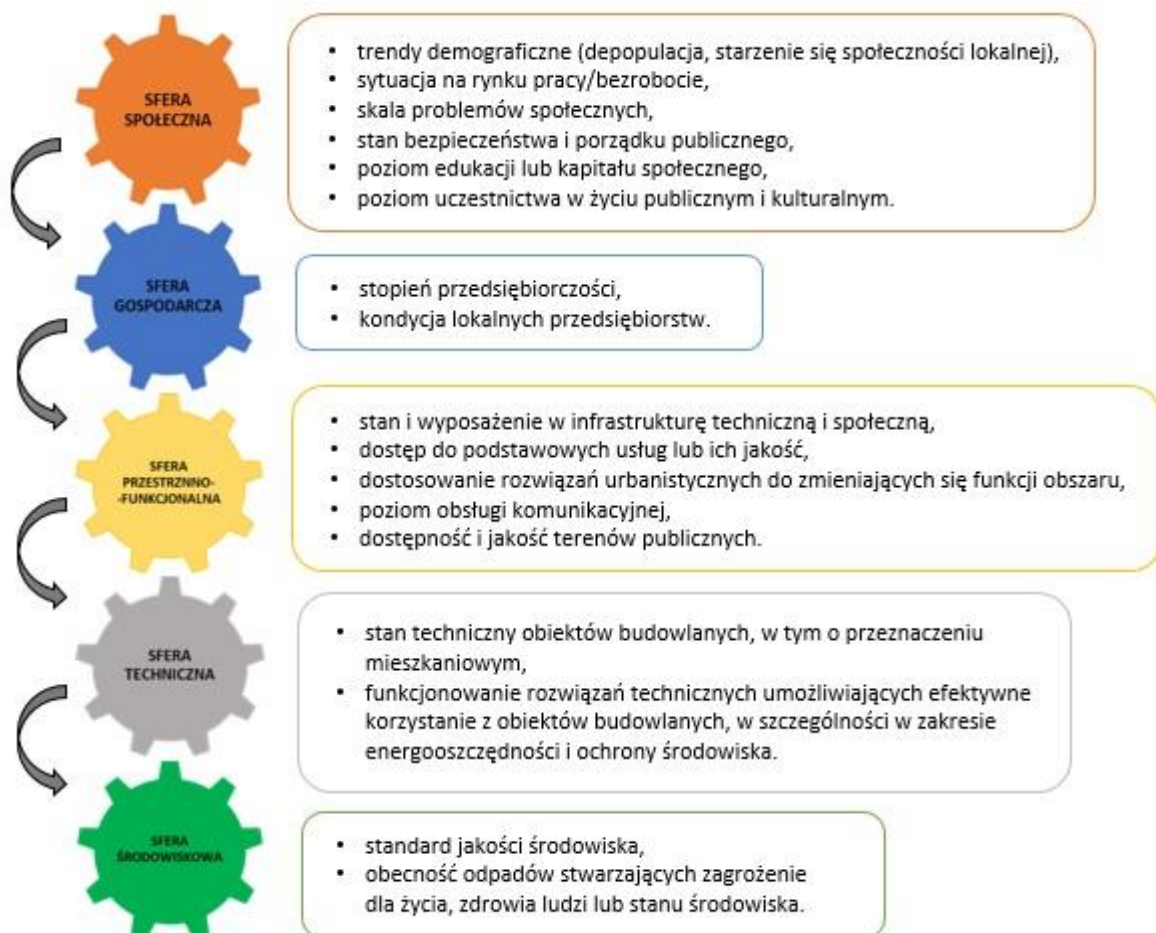 SFERA
SPOŁECZNA
• trendy demograficzne (depopulacja, starzenie się społeczności lokalnej),
• sytuacja na rynku pracy/bezrobocie,
• skala problemów społecznych,
• stan bezpieczeństwa i porządku publicznego,
• poziom edukacji lub kapitału społecznego,
• poziom uczestnictwa w życiu publicznym i kulturalnym.
SFERA
GOSPODARCZA
• stopień przedsiębiorczości,
• kondycja lokalnych przedsiębiorstw.
SFERA
PRZESTRZNNO-
-FUNKCJONALNA
• stan i wyposażenie w infrastrukturę techniczną i społeczną,
• dostęp do podstawowych usług lub ich jakość,
• dostosowanie rozwiązań urbanistycznych do zmieniających się funkcji obszaru,
• poziom obsługi komunikacyjnej,
• dostępność i jakość terenów publicznych.
SFERA
TECHNICZNA
• stan techniczny obiektów budowlanych, w tym o przeznaczeniu
mieszkaniowym,
• funkcjonowanie rozwiązań technicznych umożliwiających efektywne
korzystanie z obiektów budowlanych, w szczególności w zakresie
energooszczędności i ochrony środowiska.
SFERA
ŚRODOWISKOWA
• standard jakości środowiska,
• obecność odpadów stwarzających zagrożenie
dla życia, zdrowia ludzi lub stanu środowiska.